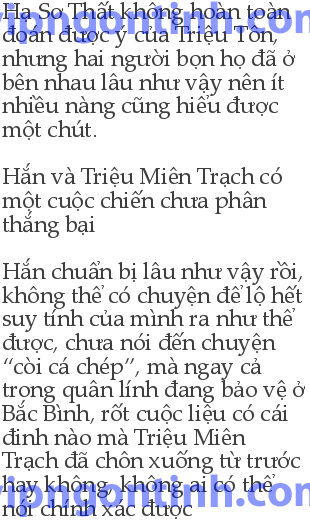 Hạ Sơ Thất không hoàn toàn
đoán được ý của Triệu Tôn,
nhưng hai người bọn họ đã ở
bên nhau lâu như vậy nên ít
nhiều nàng cũng hiểu được
một chút.
Hắn và Triệu Miên Trạch có
một cuộc chiến chưa phân
thắng bại
Hắn chuẩn bị lâu như vậy rồi,
không thể có chuyện để lộ hết
suy tính của mình ra như thế
được, chưa nói đến chuyện
“còi cá chép”, mà ngay cả
trong quân lính đang bảo vệ ở
Bắc Bình, rốt cuộc liệu có cái
đinh nào mà Triệu Miên
Trạch đã chôn xuống từ trước
hay không, không ai có thể
nói chính xác được